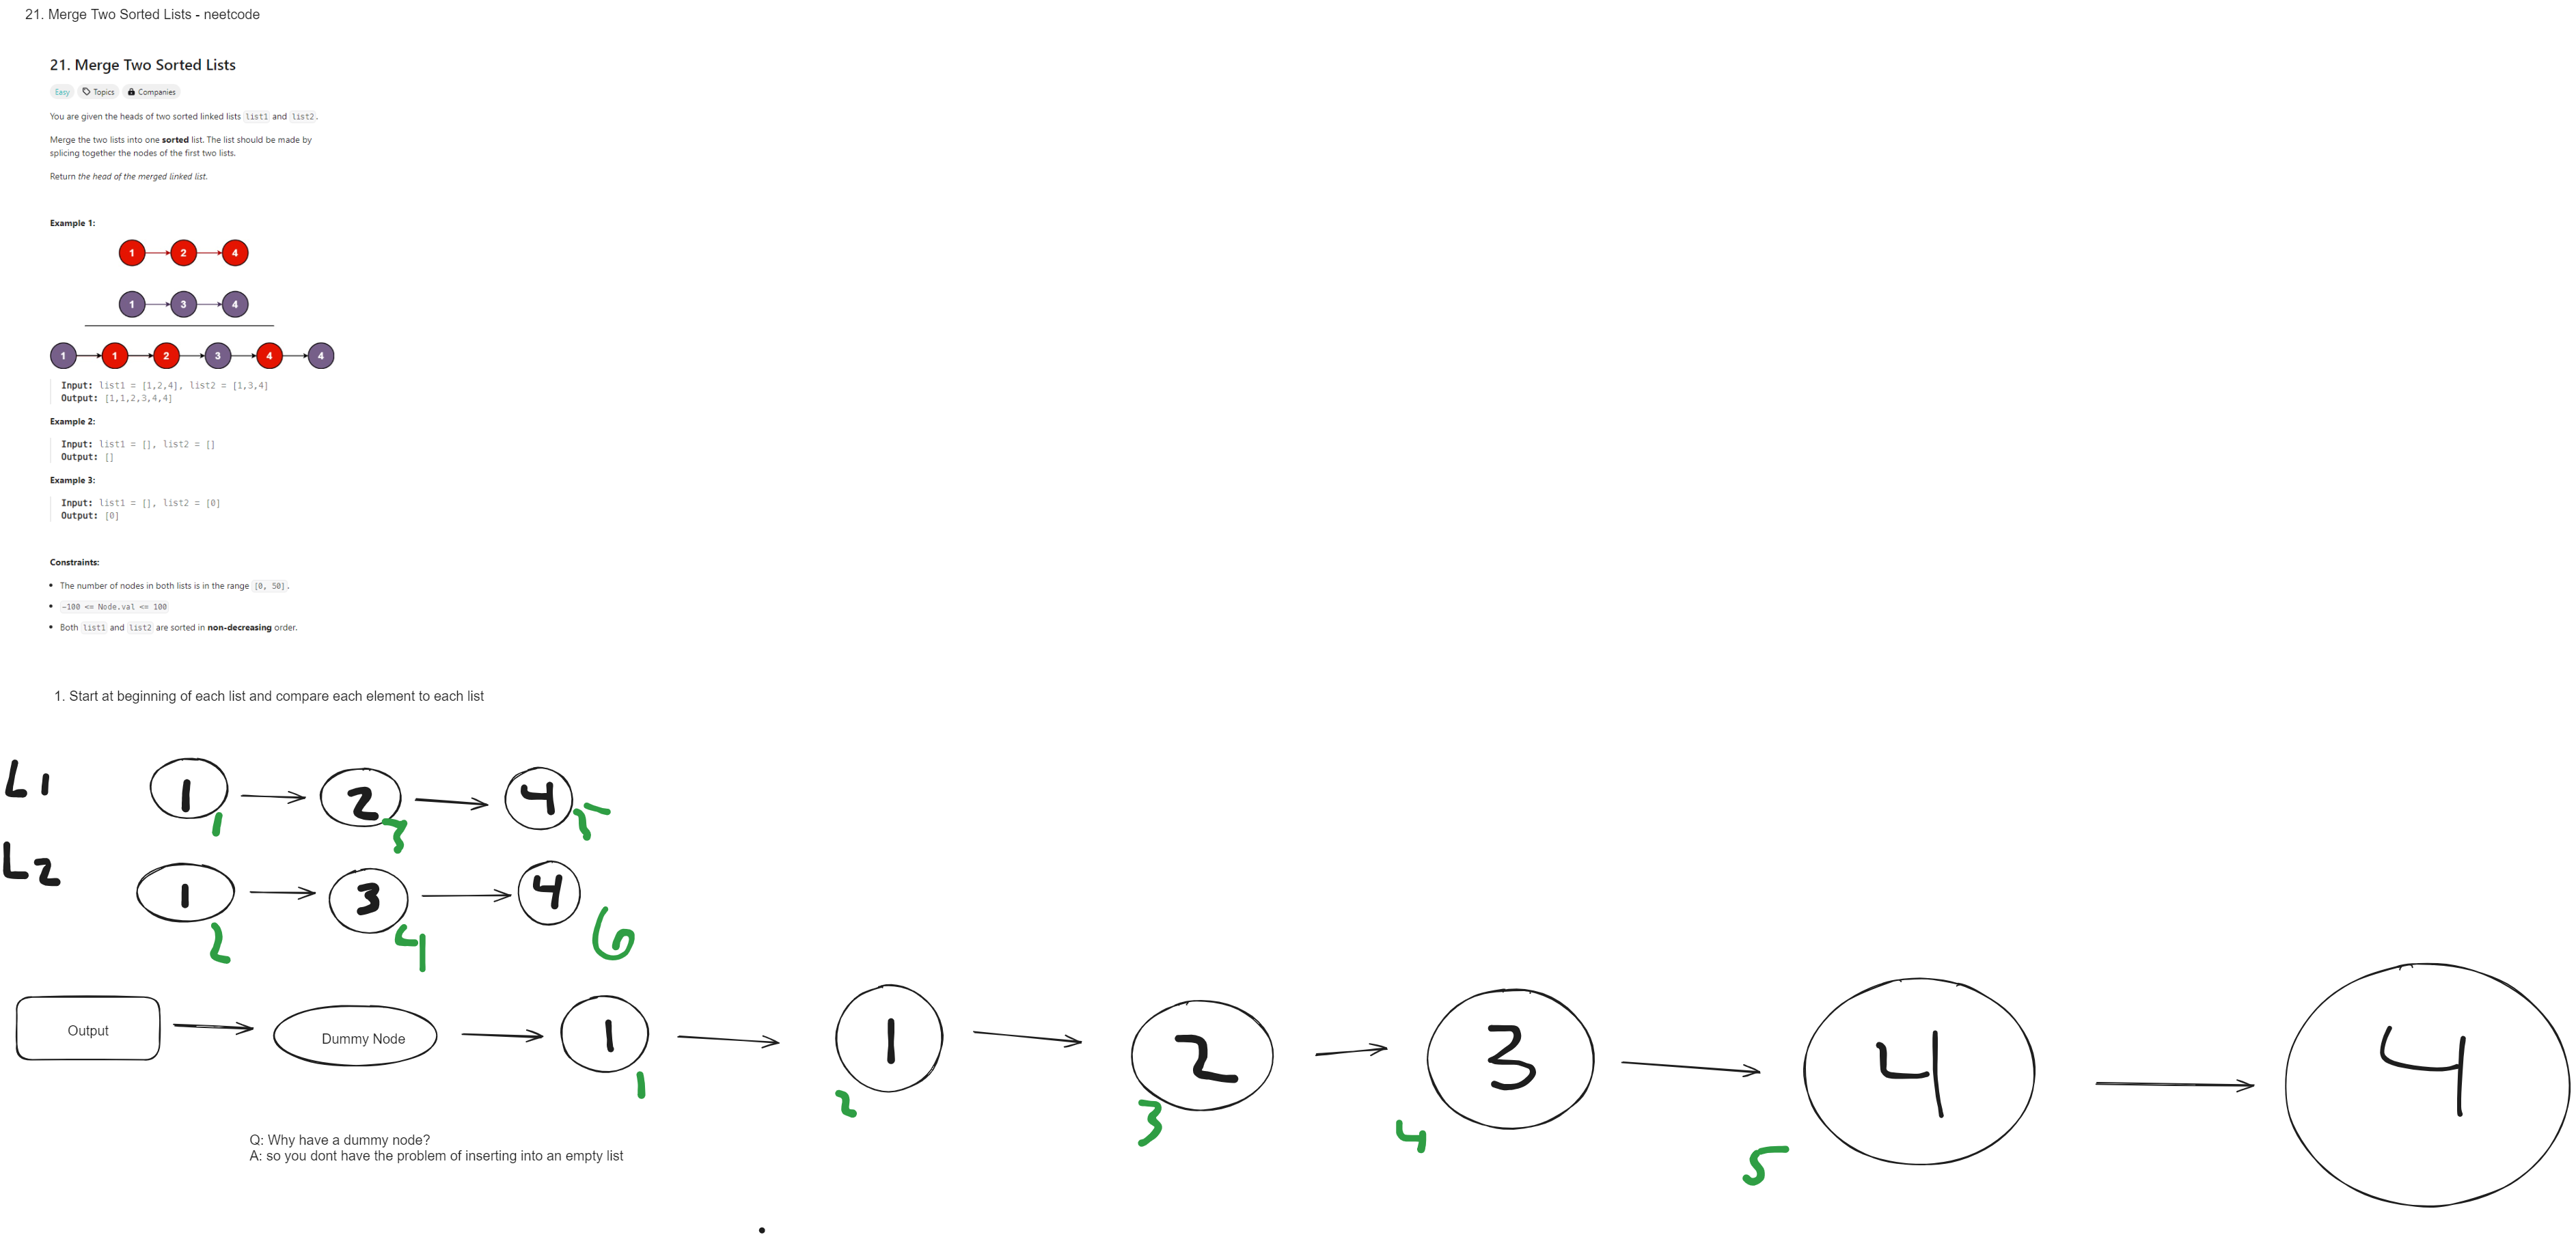 21. Merge Two Sorted Lists - neetcode
21. Merge Two Sorted Lists
Easy Topics Companies
You are given the heads of two sorted linked lists list1 and list2.
Merge the two lists into one sorted list. The list should be made by
splicing together the nodes of the first two lists.
Return the head of the merged linked list.
Example 1:
1 2 4
1 3 4
1 1 2 3 4 4
Input: list1 = [1,2,4], list2 = [1,3,4]
Output: [1,1,2,3,4,4]
Example 2:
Input: list1 = [], list2 = []
Output: []
Example 3:
Input: list1 = [], list2 = [0]
Output: [0]
Constraints:
• The number of nodes in both lists is in the range [0, 50].
• -100 <= Node.val <= 100
• Both list1 and list2 are sorted in non-decreasing order.
1. Start at beginning of each list and compare each element to each list
L1 1 2 4
1 3 5
L2 1 3 4
2 4 6
Output Dummy Node 1 1 2 3 4 4
1 2 3 4 5
Q: Why have a dummy node?
A: so you dont have the problem of inserting into an empty list